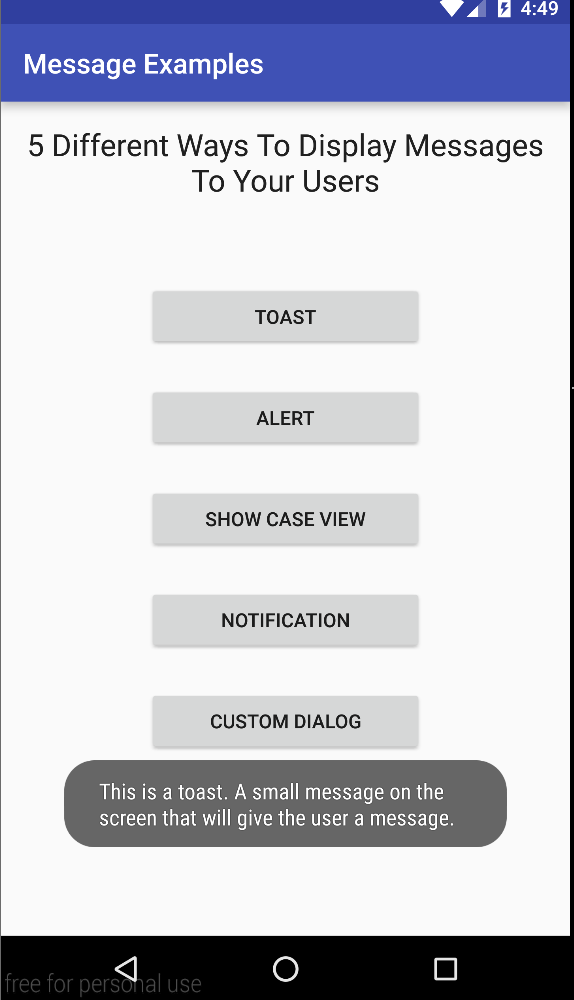 4:49
Message Examples
5 Different Ways To Display Messages
To Your Users
TOAST
ALERT
SHOW CASE VIEW
NOTIFICATION
CUSTOM DIALOG
This is a toast. A small message on the
screen that will give the user a message.
free for personal use